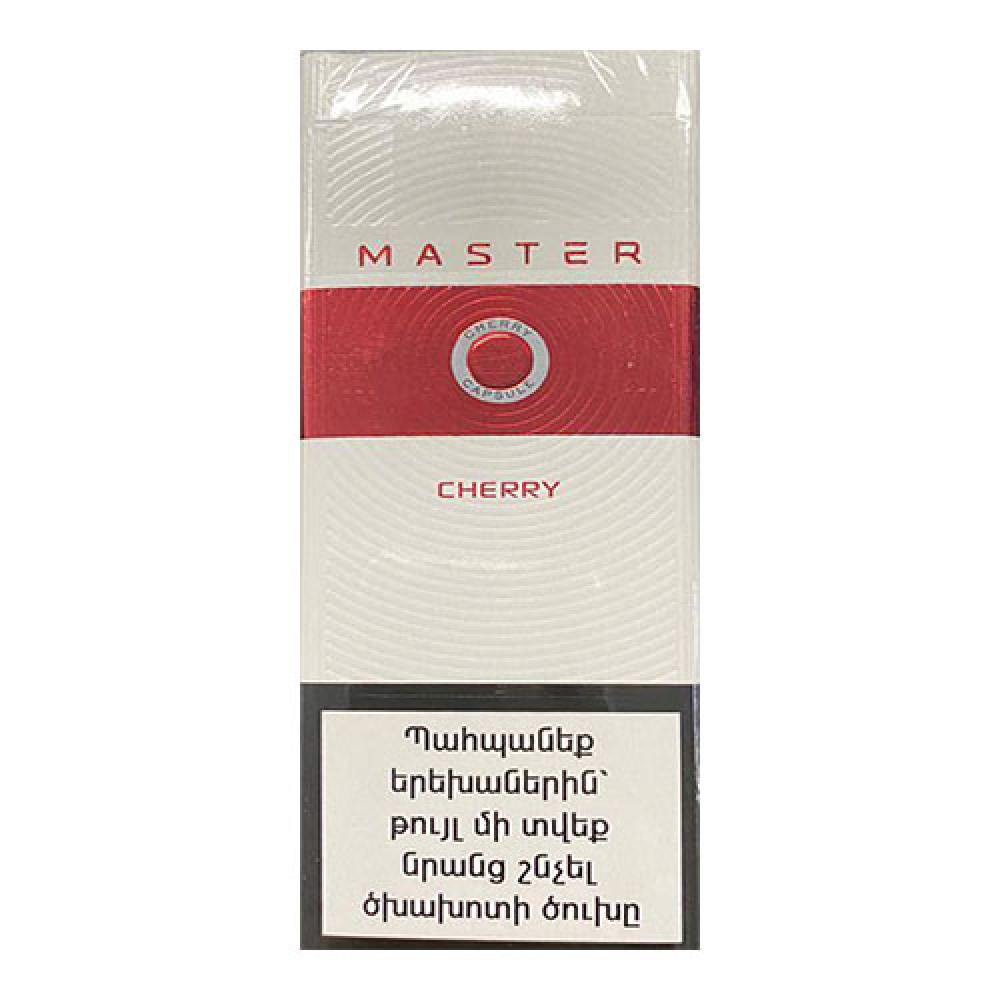 MASTER
CHERRY
CAPSULE
CHERRY
Պահպանեք
երեխաներին՝
թույլ մի տվեք
նրանց շնչել
ծխախոտի ծուխը